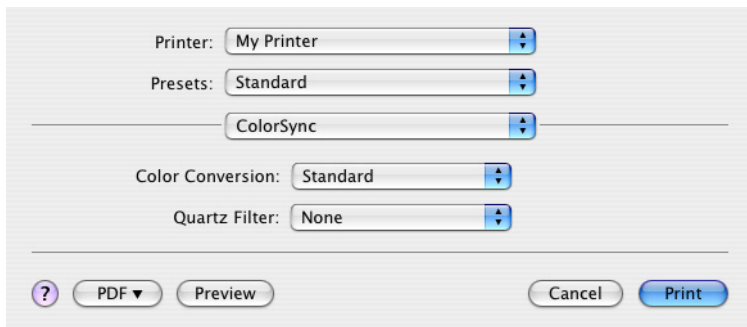 Printer: My Printer
Presets: Standard
ColorSync
Color Conversion: Standard
Quartz Filter: None
? PDF▼ Preview Cancel Print